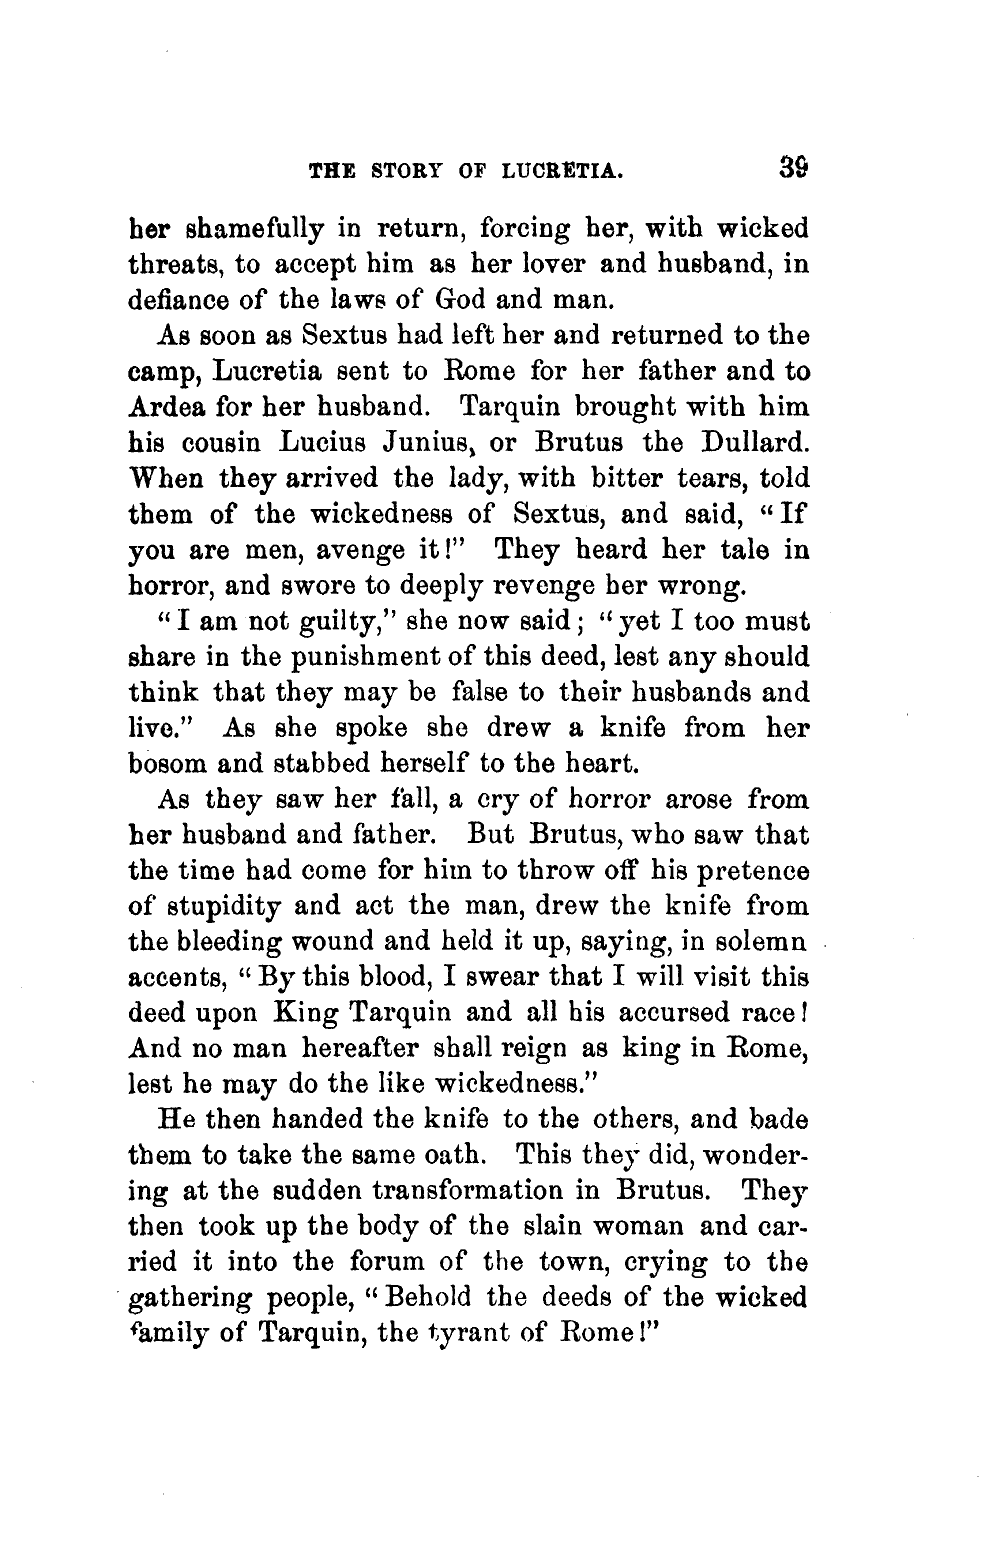 THE STORY OF LUCRETIA. 39
her shamefully in return, forcing her, with wicked
threats, to accept him as her lover and husband, in
defiance of the laws of God and man.
As soon as Sextus had left her and returned to the
camp, Lucretia sent to Rome for her father and to
Ardea for her husband. Tarquin brought with him
his cousin Lucius Junius, or Brutus the Dullard.
When they arrived the lady, with bitter tears, told
them of the wickedness of Sextus, and said, “If
you are men, avenge it!” They heard her tale in
horror, and swore to deeply revenge her wrong.
“I am not guilty,” she now said; “yet I too must
share in the punishment of this deed, lest any should
think that they may be false to their husbands and
live.” As she spoke she drew a knife from her
bosom and stabbed herself to the heart.
As they saw her fall, a cry of horror arose from
her husband and father. But Brutus, who saw that
the time had come for him to throw off his pretence
of stupidity and act the man, drew the knife from
the bleeding wound and held it up, saying, in solemn
accents, “By this blood, I swear that I will visit this
deed upon King Tarquin and all his accursed race!
And no man hereafter shall reign as king in Rome,
lest he may do the like wickedness.”
He then handed the knife to the others, and bade
them to take the same oath. This they did, wonder-
ing at the sudden transformation in Brutus. They
then took up the body of the slain woman and car-
ried it into the forum of the town, crying to the
gathering people, “Behold the deeds of the wicked
family of Tarquin, the tyrant of Rome!”